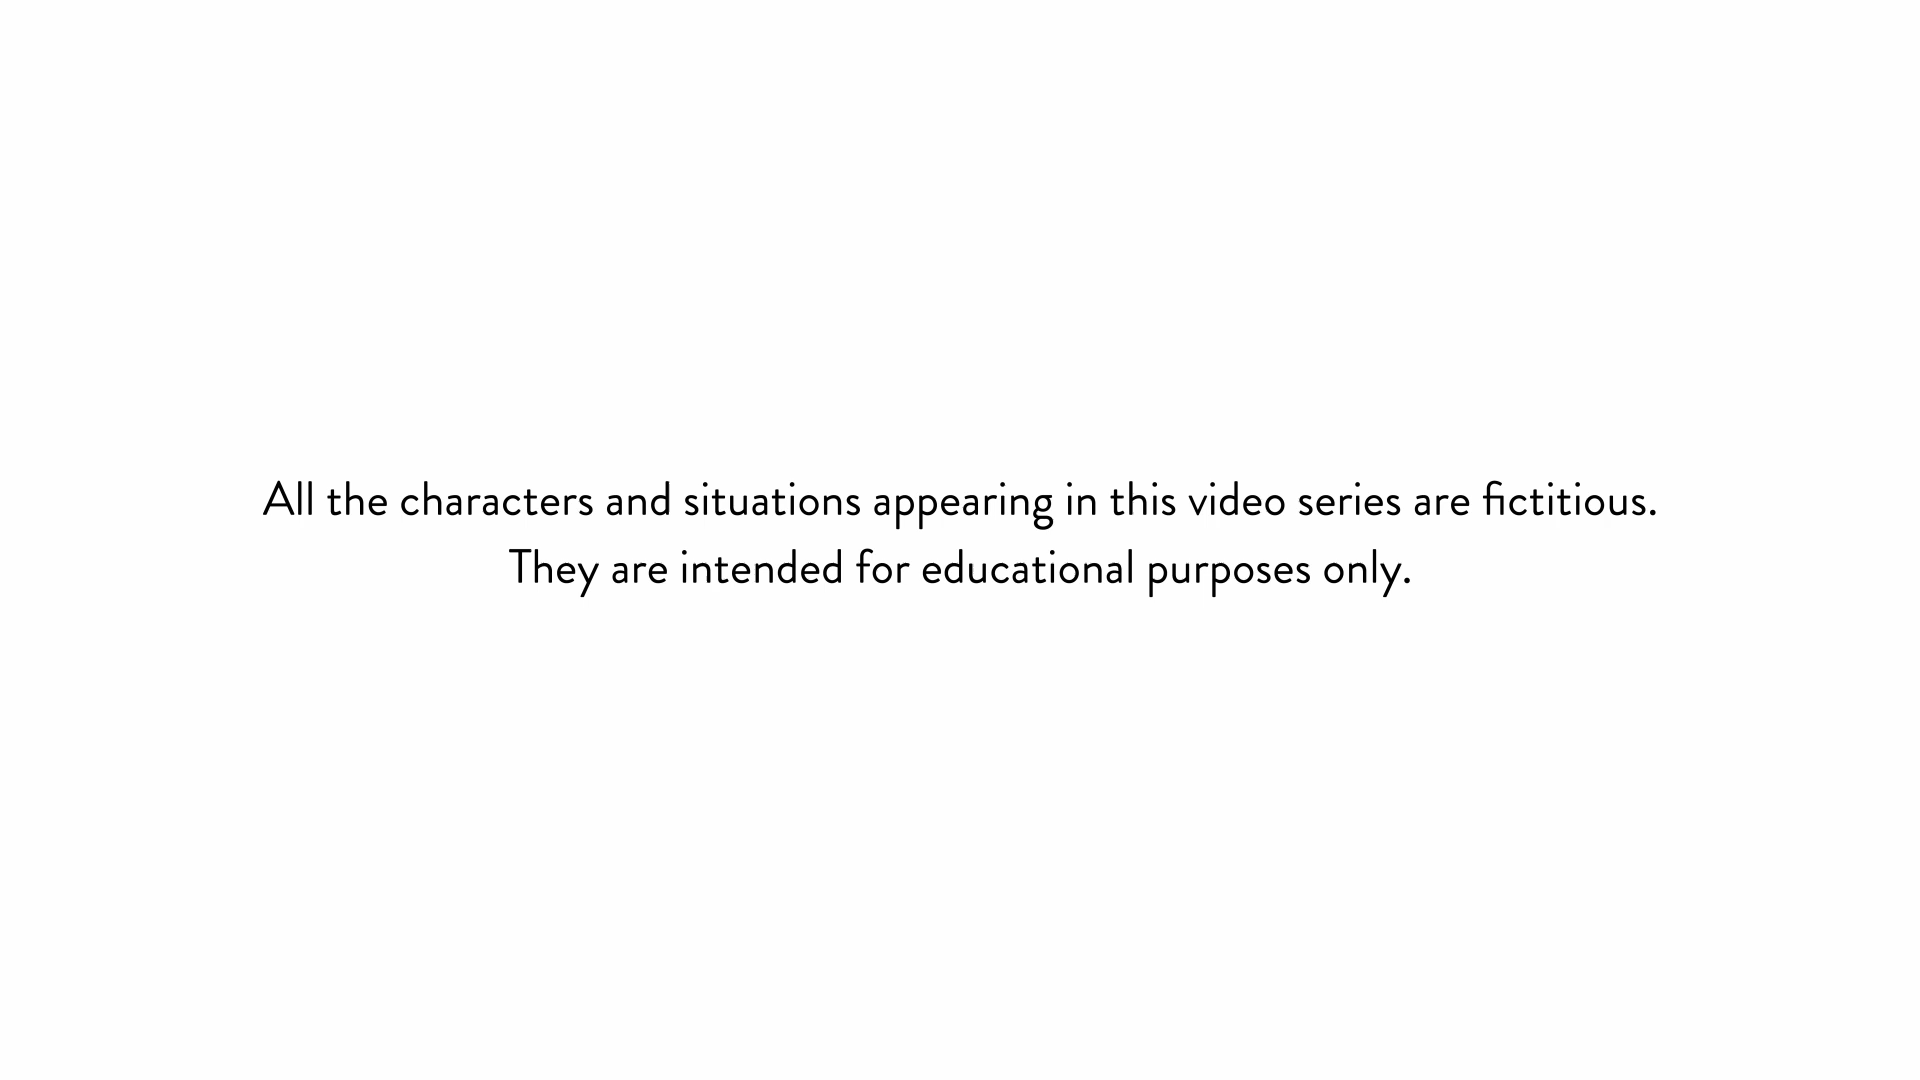 All the characters and situations appearing in this video series are fictitious.
They are intended for educational purposes only.